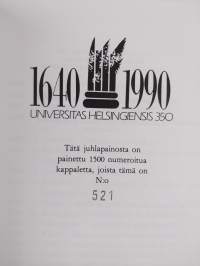 1640 1990
UNIVERSITAS HELSINGIENSIS 350
Tätä juhlapainosta on
painettu 1500 numeroitua
kappaletta, joista tämä on
N:o
521